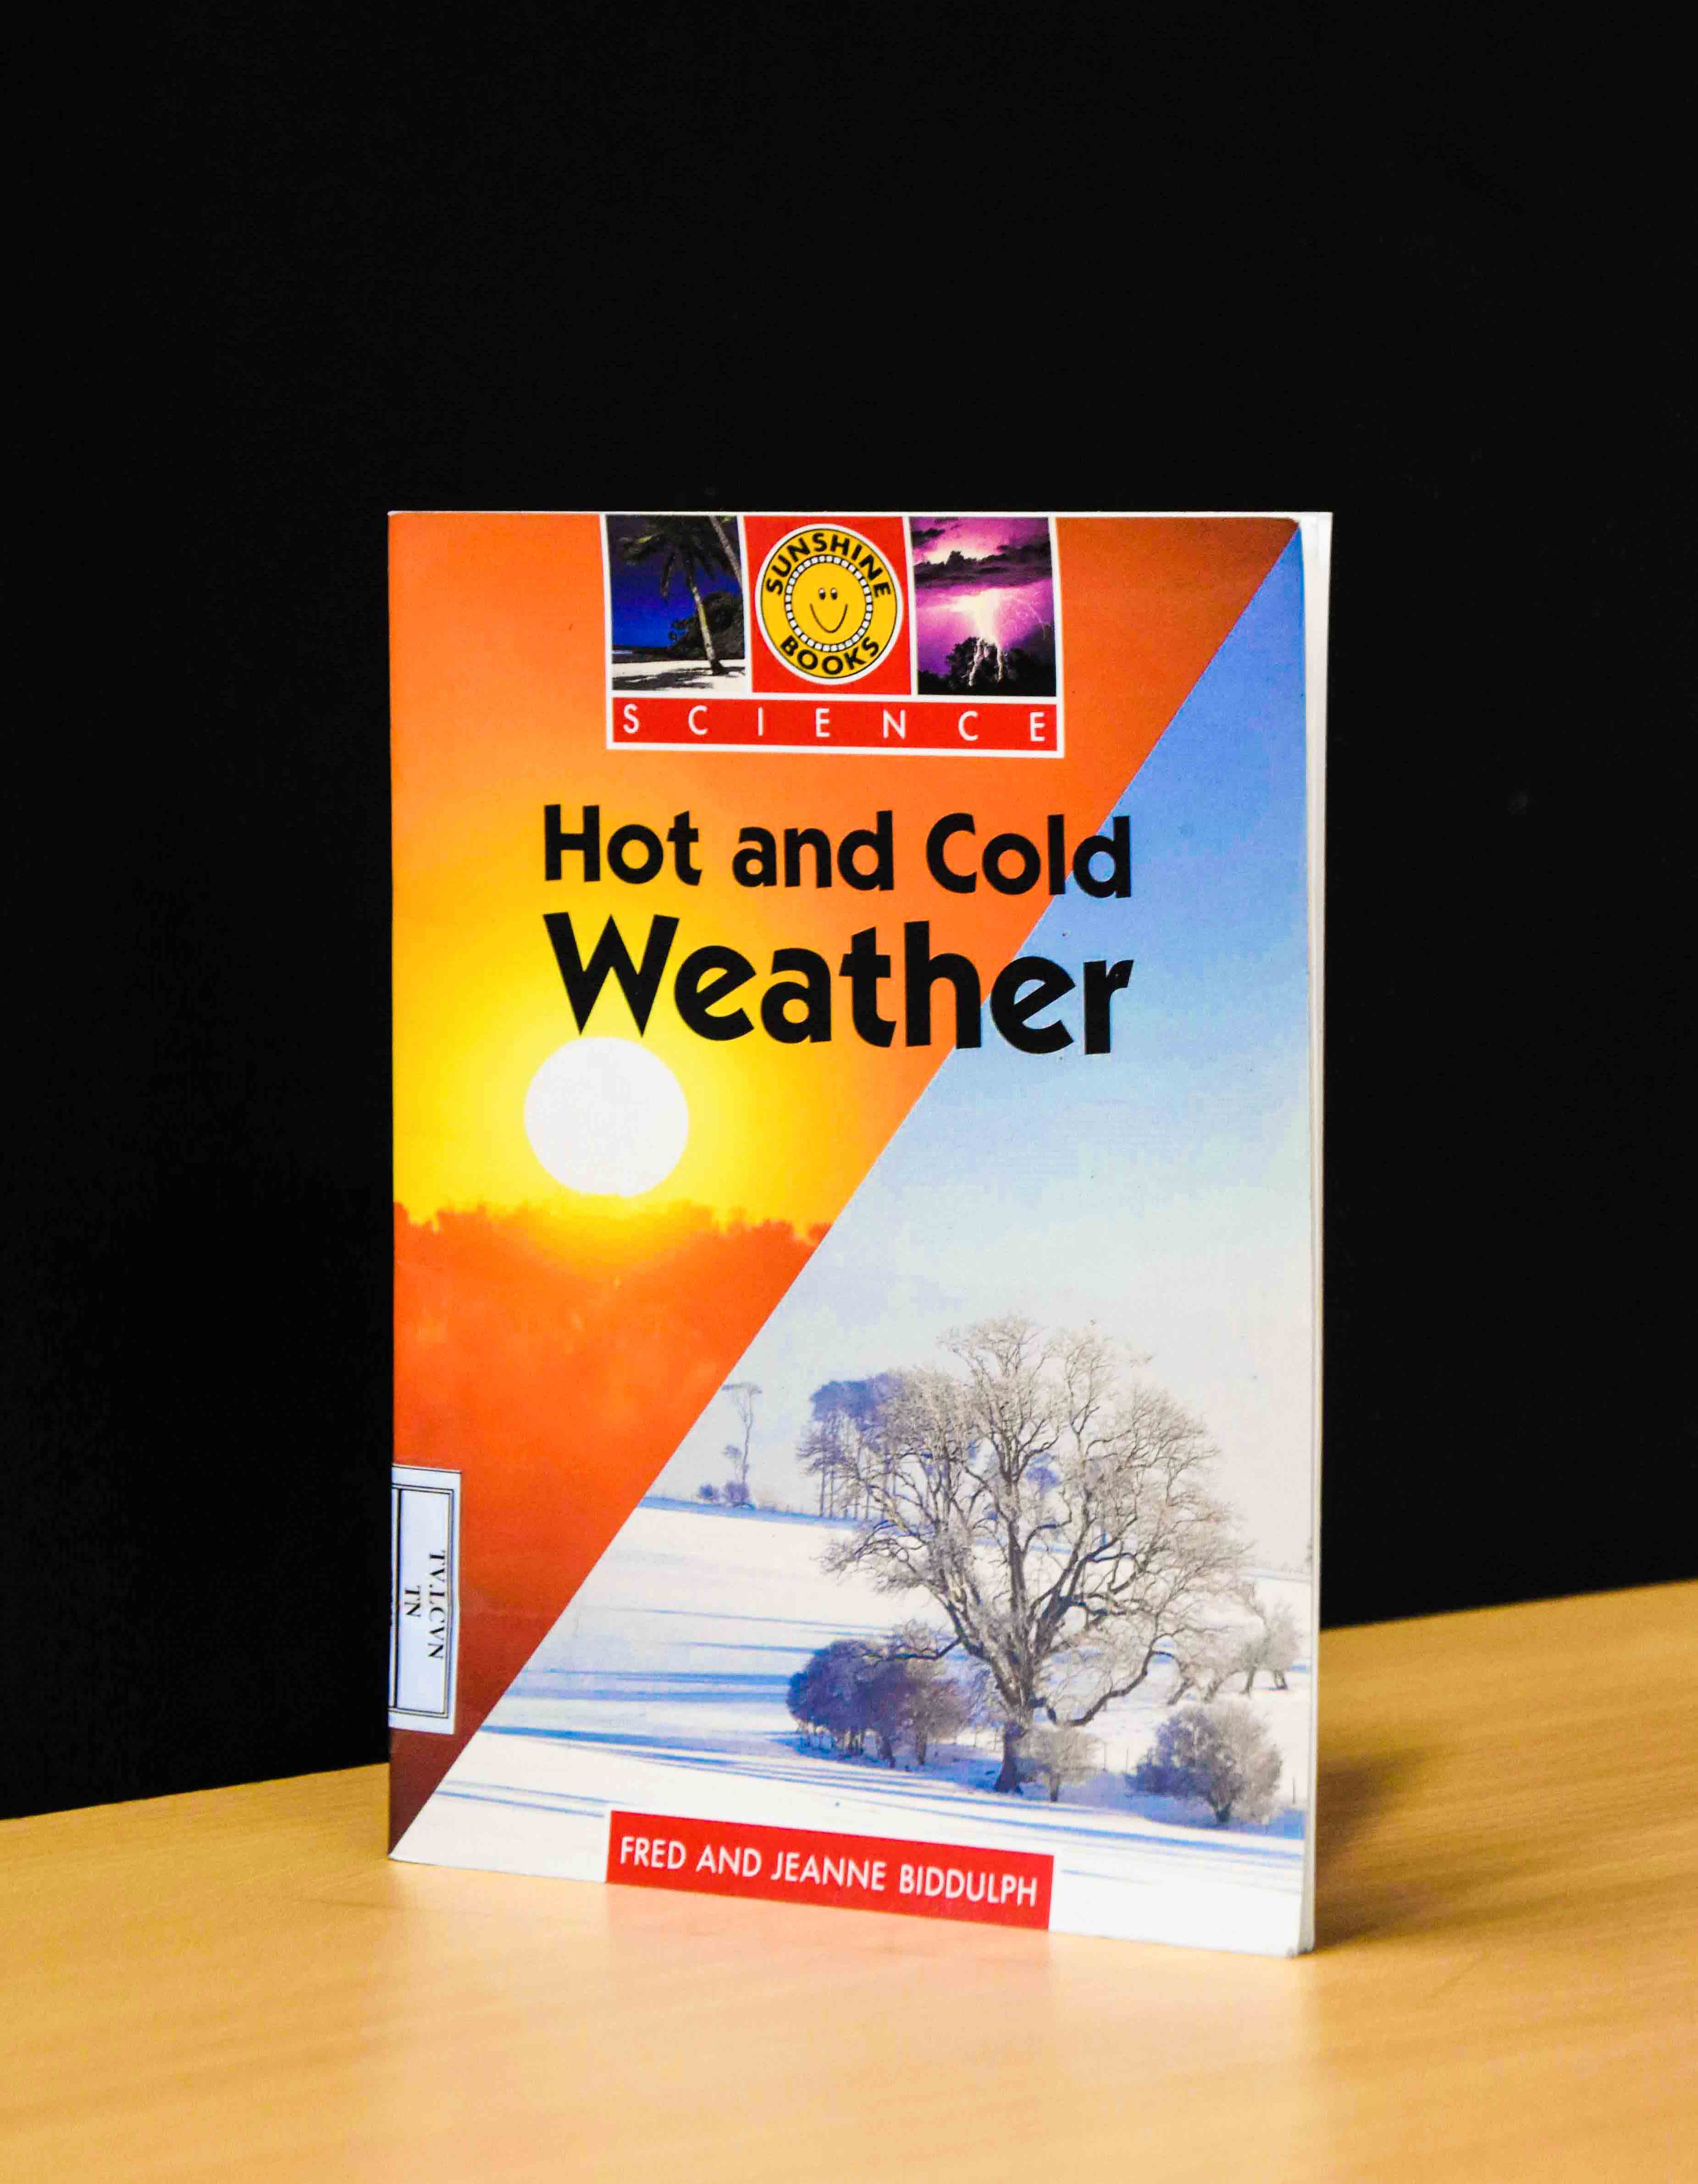 SUNSHINE
BOOKS
SCIENCE
Hot and Cold
Weather
TV.LCVN
TN
FRED AND JEANNE BIDDULPH